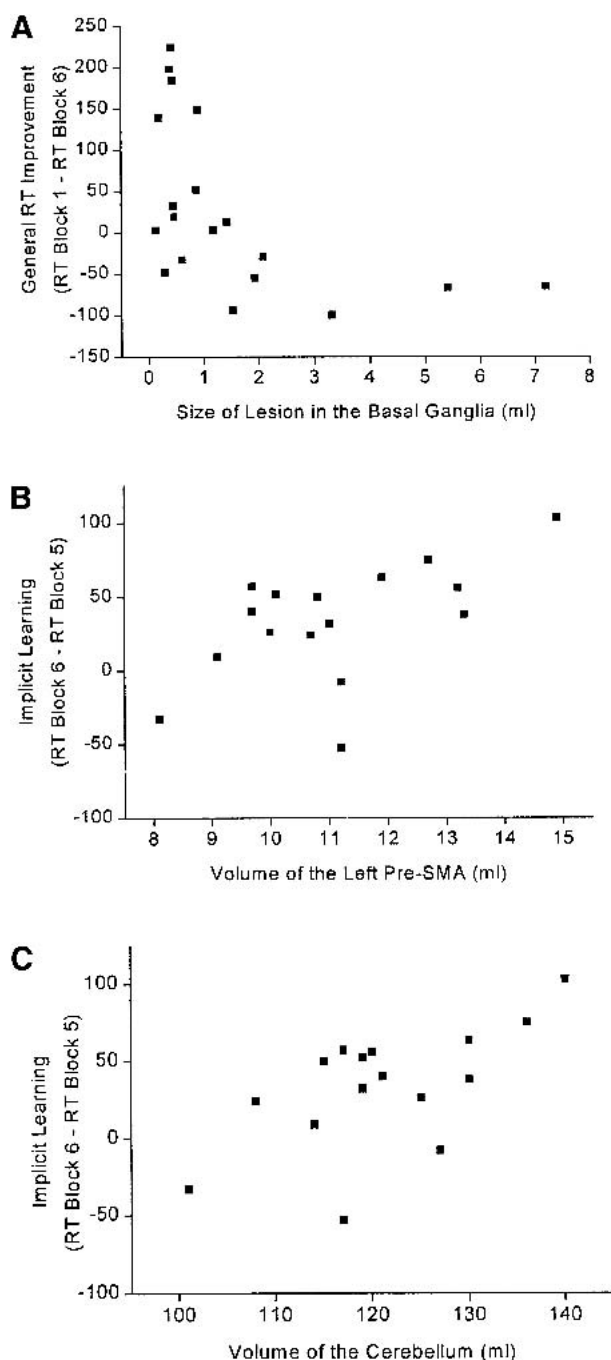 A
General RT Improvement
(RT Block 1 - RT Block 6)
250
200
150
100
50
0
-50
-100
-150
0 1 2 3 4 5 6 7 8
Size of Lesion in the Basal Ganglia (ml)
B
Implicit Learning
(RT Block 6 - RT Block 5)
100
50
0
-50
-100
8 9 10 11 12 13 14 15
Volume of the Left Pre-SMA (ml)
C
Implicit Learning
(RT Block 6 - RT Block 5)
100
50
0
-50
-100
100 110 120 130 140
Volume of the Cerebellum (ml)